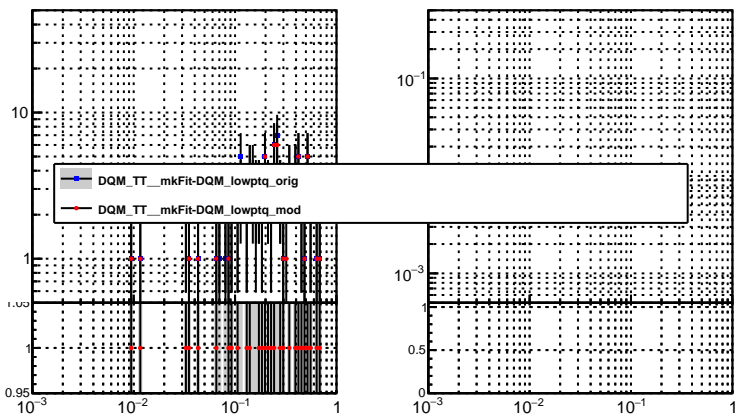 10
1
1.05
1
0.95
10⁻³ 10⁻² 10⁻¹ 1
DQM_TT__mkFit-DQM_lowptq_orig
DQM_TT__mkFit-DQM_lowptq_mod
10⁻¹
10⁻³
1
0.5
0
10⁻³ 10⁻² 10⁻¹ 1